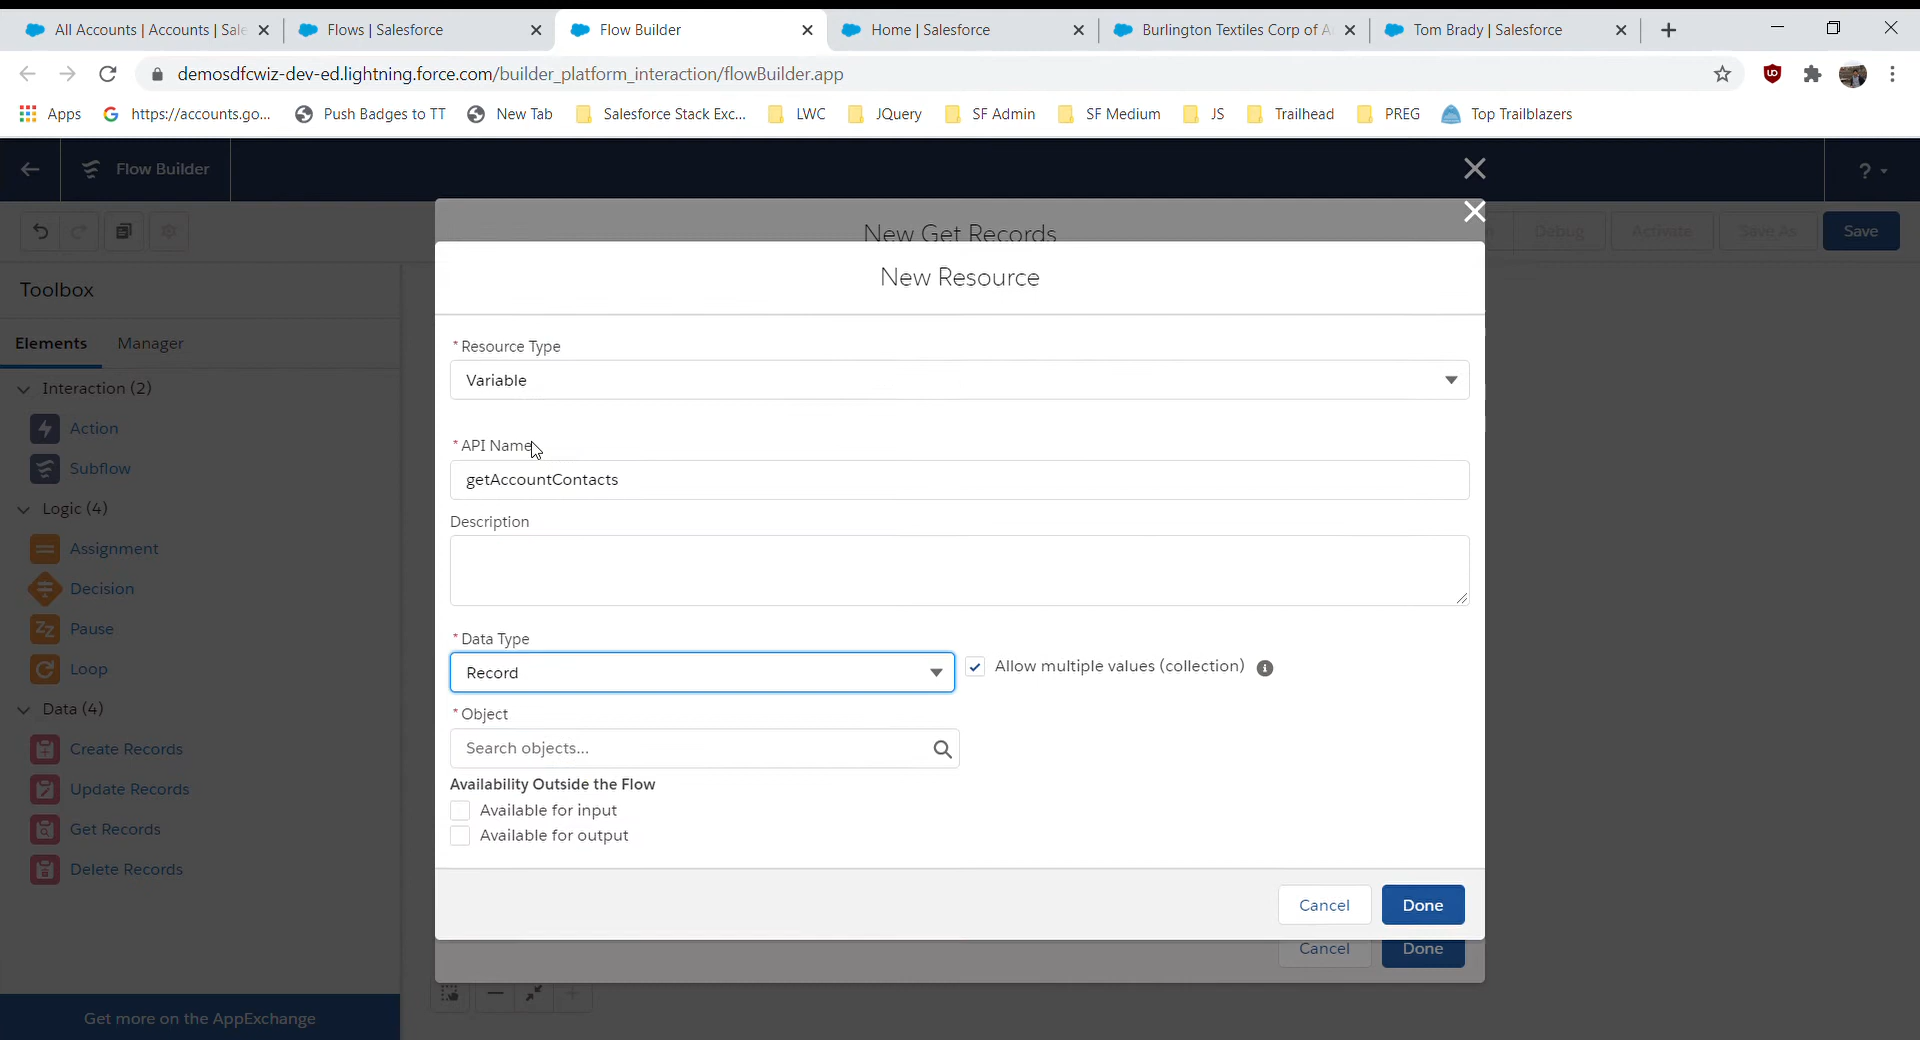 All Accounts | Accounts | Sale
Flows | Salesforce
Flow Builder
Home | Salesforce
Burlington Textiles Corp of A
Tom Brady | Salesforce
demosdfcwiz-dev-ed.lightning.force.com/builder_platform_interaction/flowBuilder.app
Apps
https://accounts.go...
Push Badges to TT
New Tab
Salesforce Stack Exc...
LWC
JQuery
SF Admin
SF Medium
JS
Trailhead
PREG
Top Trailblazers
Flow Builder
?
Debug
Activate
Save As
Save
Toolbox
Elements
Manager
Interaction (2)
Action
Subflow
Logic (4)
Assignment
Decision
Pause
Loop
Data (4)
Create Records
Update Records
Get Records
Delete Records
Get more on the AppExchange
New Get Records
New Resource
* Resource Type
Variable
* API Name
getAccountContacts
Description
* Data Type
Record
Allow multiple values (collection)
* Object
Search objects...
Availability Outside the Flow
Available for input
Available for output
Cancel
Done
Cancel
Done